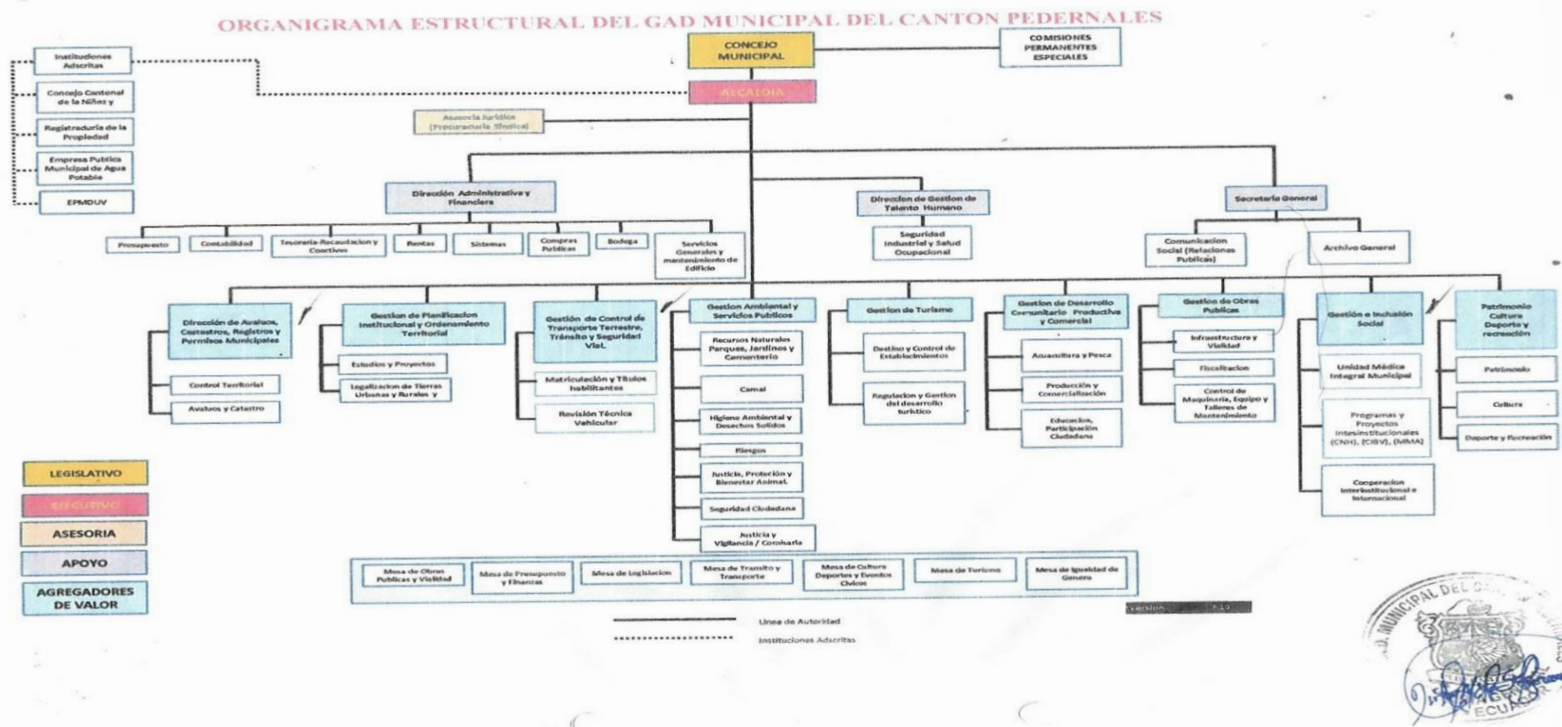 ORGANIGRAMA ESTRUCTURAL DEL GAD MUNICIPAL DEL CANTON PEDERNALES
CONCEJO
MUNICIPAL
COMISIONES
PERMANENTES
ESPECIALES
ALCALDIA
Instituciones
Adscritas
Concejo Cantonal
de la Niñez y
Registraduria de la
Propiedad
Empresa Publica
Municipal de Agua
Potable
EPMDUV
Asesoria Juridica
(Procuraduria Sindica)
Dirección Administrativa y
Financiera
Direccion de Gestion de
Talento Humano
Secretaria General
Presupuesto
Contabilidad
Tesoreria-Recaudacion y
Coactivas
Rentas
Sistemas
Compras
Publicas
Bodega
Servicios
Generales y
mantenimiento de
Edificio
Seguridad
Industrial y Salud
Ocupacional
Comunicacion
Social (Relaciones
Publicas)
Archivo General
Dirección de Avaluos,
Castastros, Registros y
Permisos Municipales
Control Territorial
Avaluos y Catastro
Gestion de Planificacion
Institucional y Ordenamiento
Territorial
Estudios y Proyectos
Legalizacion de Tierras
Urbanas y Rurales y
Gestión de Control de
Transporte Terrestre,
Tránsito y Seguridad
Vial,
Matriculación y Títulos
habilitantes
Revisión Técnica
Vehicular
Gestion Ambiental y
Servicios Publicos
Recursos Naturales
Parques, Jardines y
Cementerio
Camal
Higiene Ambiental y
Desechos Solidos
Riesgos
Justicia, Proteción y
Bienestar Animal.
Seguridad Ciudadana
Justicia y
Vigilancia / Comisaria
Gestion de Turismo
Destino y Control de
Establecimientos
Regulacion y Gestion
del desarrollo
turistico
Gestion de Desarrollo
Comunitario Productiva
y Comercial
Acuacultura y Pesca
Producción y
Comercialización
Educacion,
Participación
Ciudadana
Gestion de Obras
Publicas
Infraestructura y
Vialidad
Fiscalizacion
Control de
Maquinaria, Equipo y
Talleres de
Mantenimiento
Gestión e Inclusión
Social
Unidad Médica
Integral Municipal
Programas y
Proyectos
Intesinstitucionales
(CNH), (CIBV), (MMA)
Cooperacion
Interinstitucional e
Internacional
Patrimonio
Cultura
Deporte y
recreación
Patrimonio
Cultura
Deporte y Recreación
LEGISLATIVO
EJECUTIVO
ASESORIA
APOYO
AGREGADORES
DE VALOR
Mesa de Obras
Publicas y Vialidad
Mesa de Presupuesto
y Finanzas
Mesa de Legislacion
Mesa de Transito y
Transporte
Mesa de Cultura
Deportes y Eventos
Civicos
Mesa de Turismo
Mesa de Igualdad de
Genero
Linea de Autoridad
Instituciones Adscritas
MUNICIPAL DEL
ECUADOR